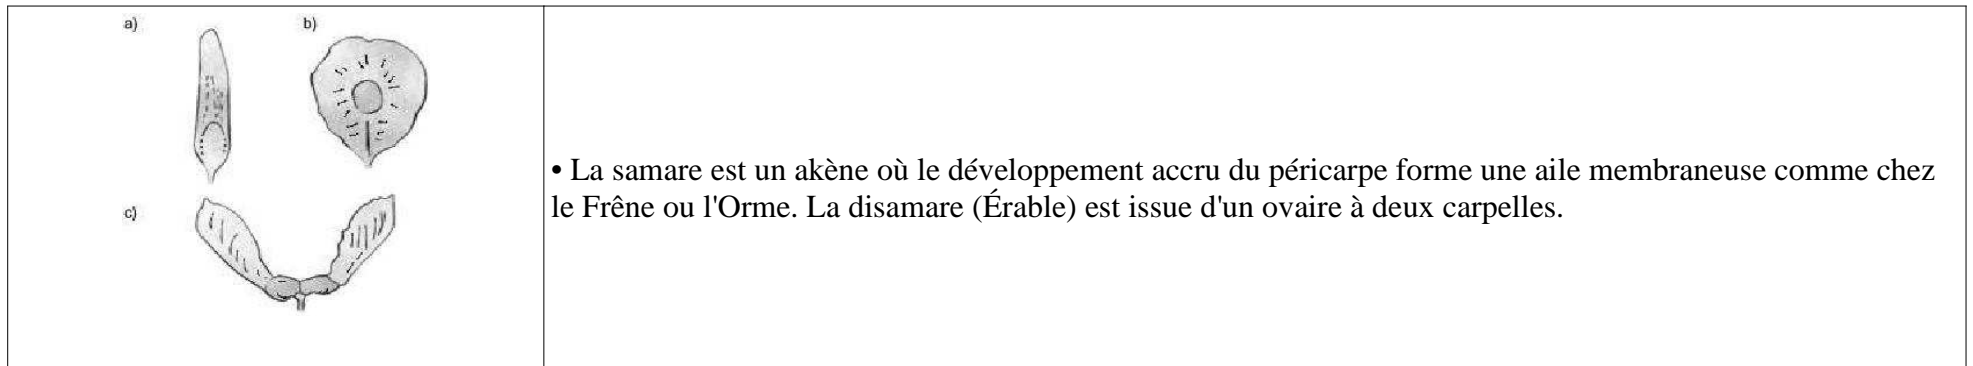 a)
b)
c)
• La samare est un akène où le développement accru du péricarpe forme une aile membraneuse comme chez
le Frêne ou l'Orme. La disamare (Érable) est issue d'un ovaire à deux carpelles.